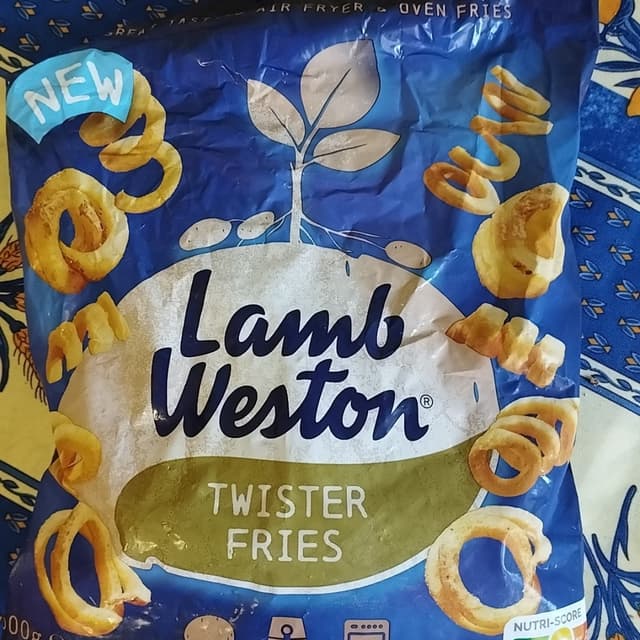 AIR FRYER & OVEN FRIES
NEW
Lamb
Weston®
TWISTER
FRIES
NUTRI-SCORE